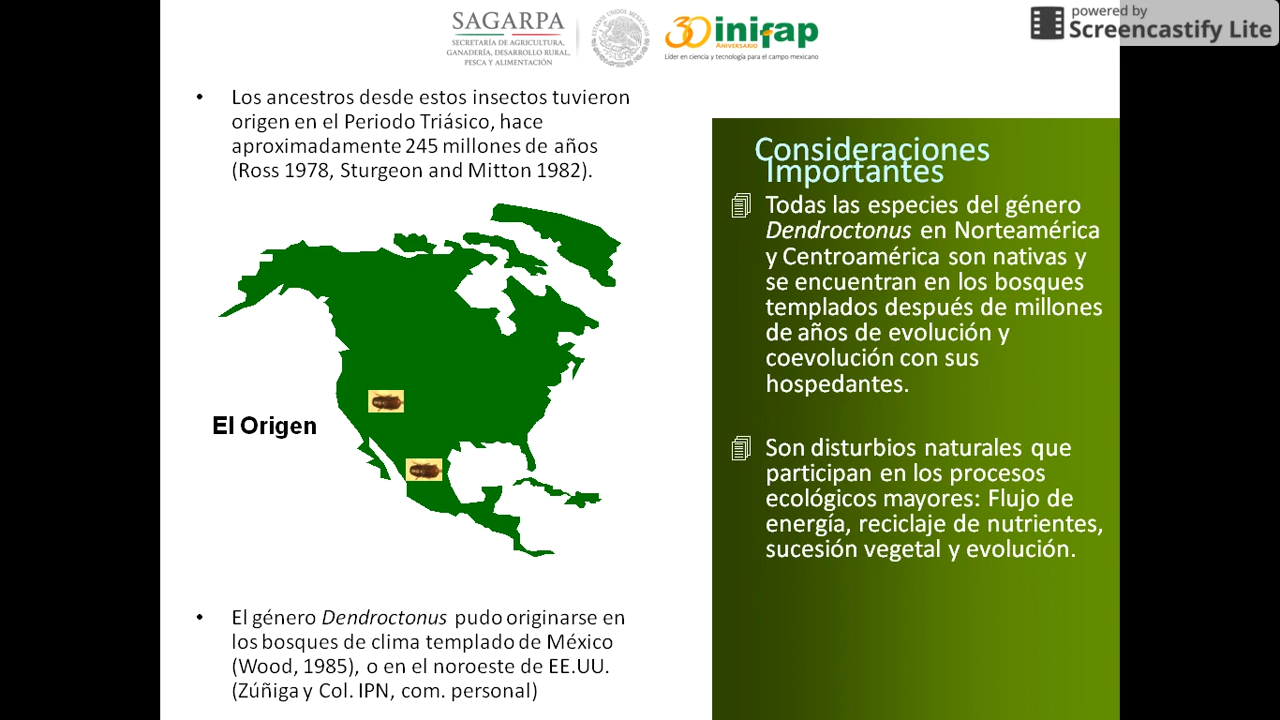 SAGARPA
SECRETARÍA DE AGRICULTURA,
GANADERÍA, DESARROLLO RURAL,
PESCA Y ALIMENTACIÓN
30 inifap
ANIVERSARIO
Líder en ciencia y tecnología para el campo mexicano
powered by
Screencastify Lite
• Los ancestros desde estos insectos tuvieron
origen en el Periodo Triásico, hace
aproximadamente 245 millones de años
(Ross 1978, Sturgeon and Mitton 1982).
El Origen
• El género Dendroctonus pudo originarse en
los bosques de clima templado de México
(Wood, 1985), o en el noroeste de EE.UU.
(Zúñiga y Col. IPN, com. personal)
Consideraciones
Importantes
Todas las especies del género
Dendroctonus en Norteamérica
y Centroamérica son nativas y
se encuentran en los bosques
templados después de millones
de años de evolución y
coevolución con sus
hospedantes.
Son disturbios naturales que
participan en los procesos
ecológicos mayores: Flujo de
energía, reciclaje de nutrientes,
sucesión vegetal y evolución.